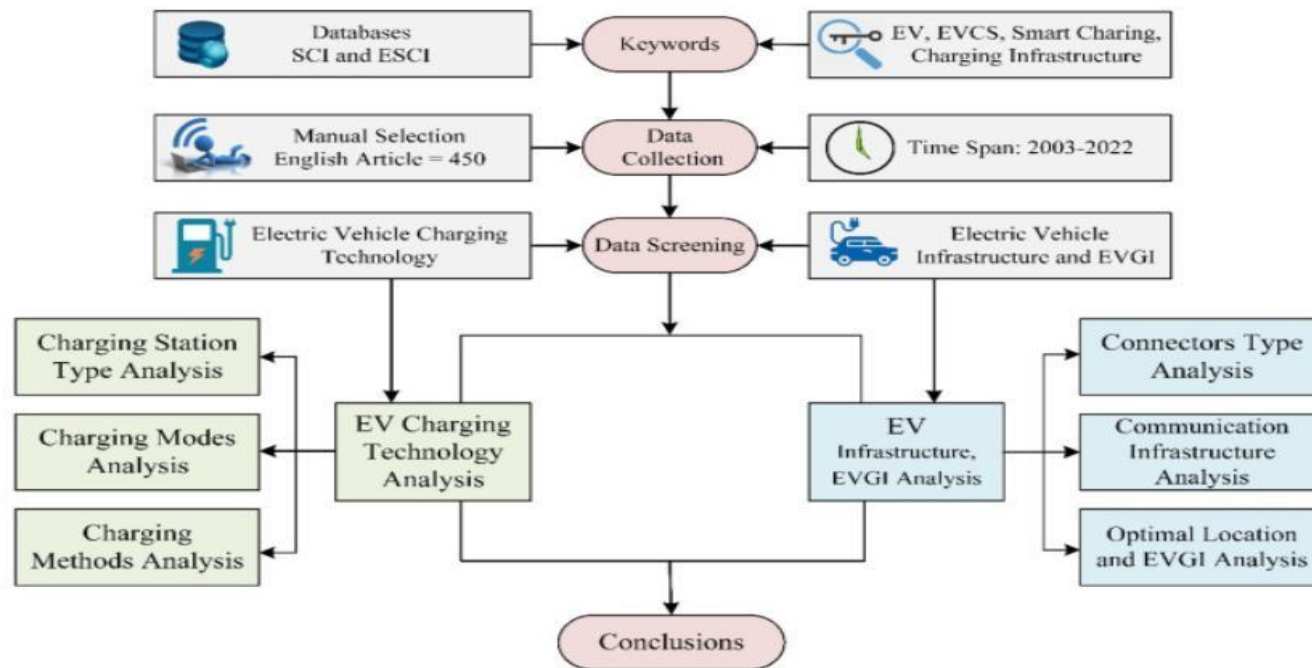 Databases
SCI and ESCI
Keywords
EV, EVCS, Smart Charing,
Charging Infrastructure
Manual Selection
English Article = 450
Data
Collection
Time Span: 2003-2022
Electric Vehicle Charging
Technology
Data Screening
Electric Vehicle
Infrastructure and EVGI
Charging Station
Type Analysis
Charging Modes
Analysis
Charging
Methods Analysis
EV Charging
Technology
Analysis
EV
Infrastructure,
EVGI Analysis
Connectors Type
Analysis
Communication
Infrastructure
Analysis
Optimal Location
and EVGI Analysis
Conclusions